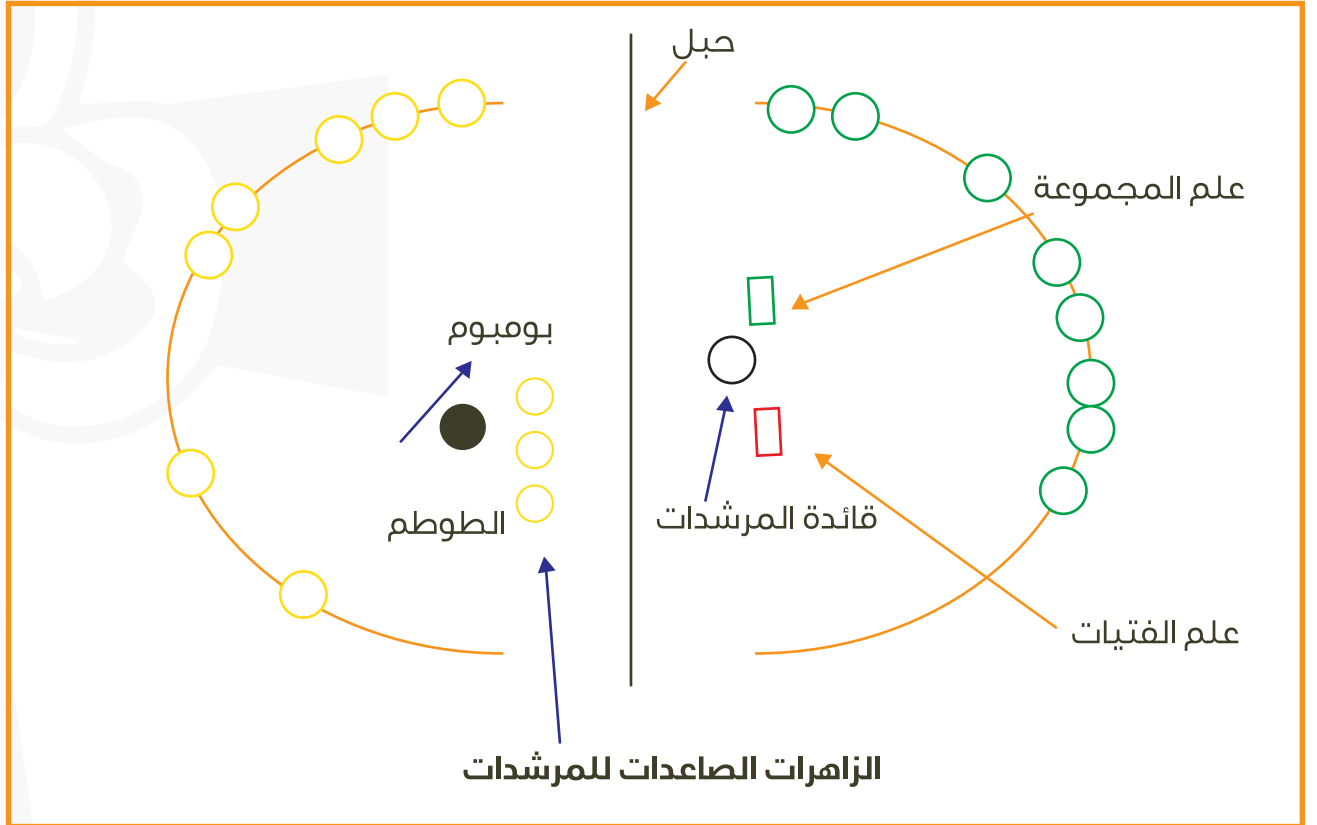 حبل
علم المجموعة
بومبوم
قائدة المرشدات
الطوطم
علم الفتيات
الزاهرات الصاعدات للمرشدات